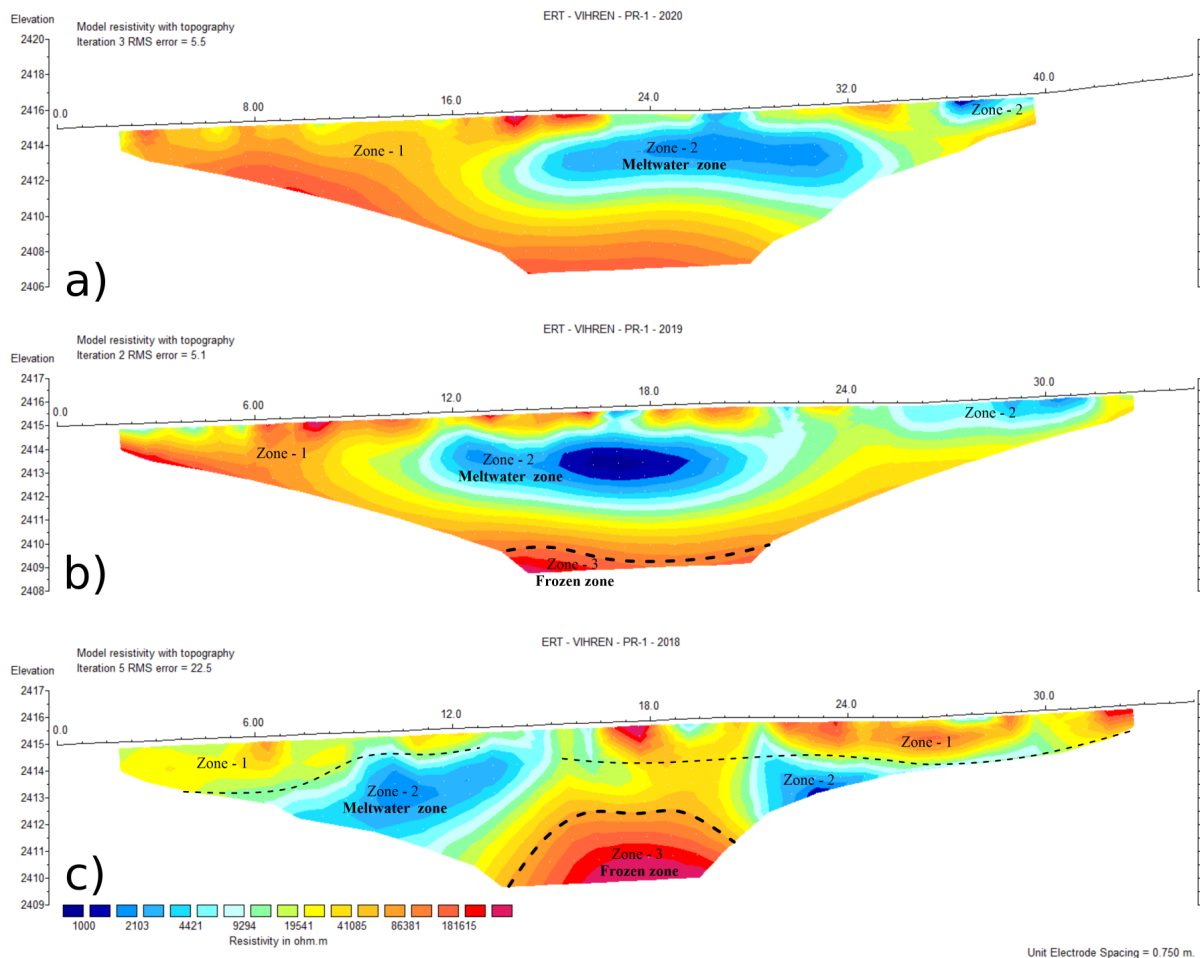 ERT - VIHREN - PR-1 - 2020
Elevation
Model resistivity with topography
Iteration 3 RMS error = 5.5
2420
2418
2416
2414
2412
2410
2408
2406
0.0
8.00
16.0
24.0
32.0
40.0
Zone - 1
Zone - 2
Meltwater zone
Zone - 2
a)
ERT - VIHREN - PR-1 - 2019
Model resistivity with topography
Iteration 2 RMS error = 5.1
Elevation
2417
2416
2415
2414
2413
2412
2411
2410
2409
2408
0.0
6.00
12.0
18.0
24.0
30.0
Zone - 1
Zone - 2
Meltwater zone
Zone - 2
Zone - 3
Frozen zone
b)
ERT - VIHREN - PR-1 - 2018
Model resistivity with topography
Iteration 5 RMS error = 22.5
Elevation
2417
2416
2415
2414
2413
2412
2411
2410
2409
0.0
6.00
12.0
18.0
24.0
30.0
Zone - 1
Zone - 2
Meltwater zone
Zone - 1
Zone - 2
Zone - 3
Frozen zone
c)
1000 2103 4421 9294 19541 41085 86381 181615
Resistivity in ohm.m
Unit Electrode Spacing = 0.750 m.